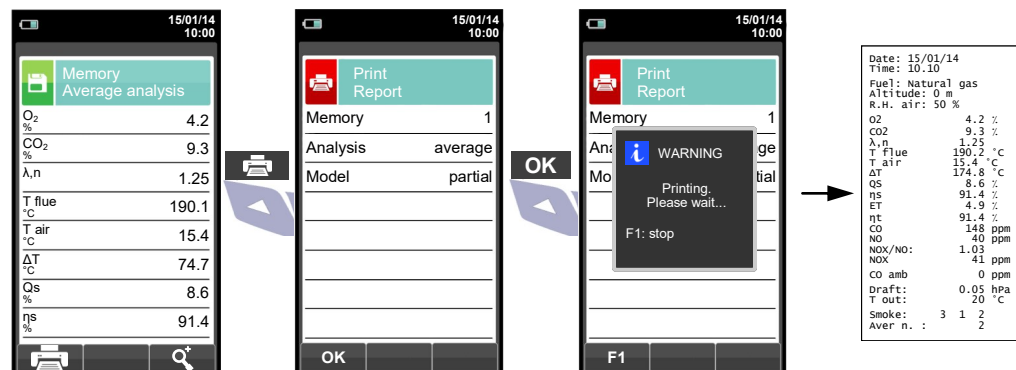 15/01/14
10:00
Memory
Average analysis
O2
%
4.2
CO2
%
9.3
λ,n
1.25
T flue
°C
190.1
T air
°C
15.4
ΔT
°C
74.7
Qs
%
8.6
ηs
%
91.4
15/01/14
10:00
Print
Report
Memory 1
Analysis average
Model partial
OK
OK
15/01/14
10:00
Print
Report
Memory 1
Ana ge
Mo tial
i WARNING
Printing.
Please wait...
F1: stop
F1
Date: 15/01/14
Time: 10.10
Fuel: Natural gas
Altitude: 0 m
R.H. air: 50 %
O2 4.2 %
CO2 9.3 %
λ,n 1.25
T flue 190.2 °C
T air 15.4 °C
ΔT 174.8 °C
QS 8.6 %
ηs 91.4 %
ET 4.9 %
ηt 91.4 %
CO 148 ppm
NO 40 ppm
NOX/NO: 1.03
NOX 41 ppm
CO amb 0 ppm
Draft: 0.05 hPa
T out: 20 °C
Smoke: 3 1 2
Aver n. : 2